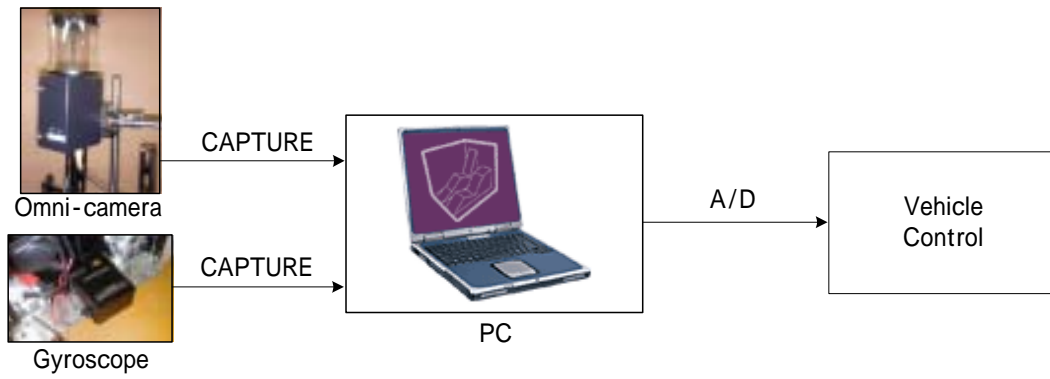 CAPTURE
Omni-camera
CAPTURE
Gyroscope
PC
A/D
Vehicle
Control